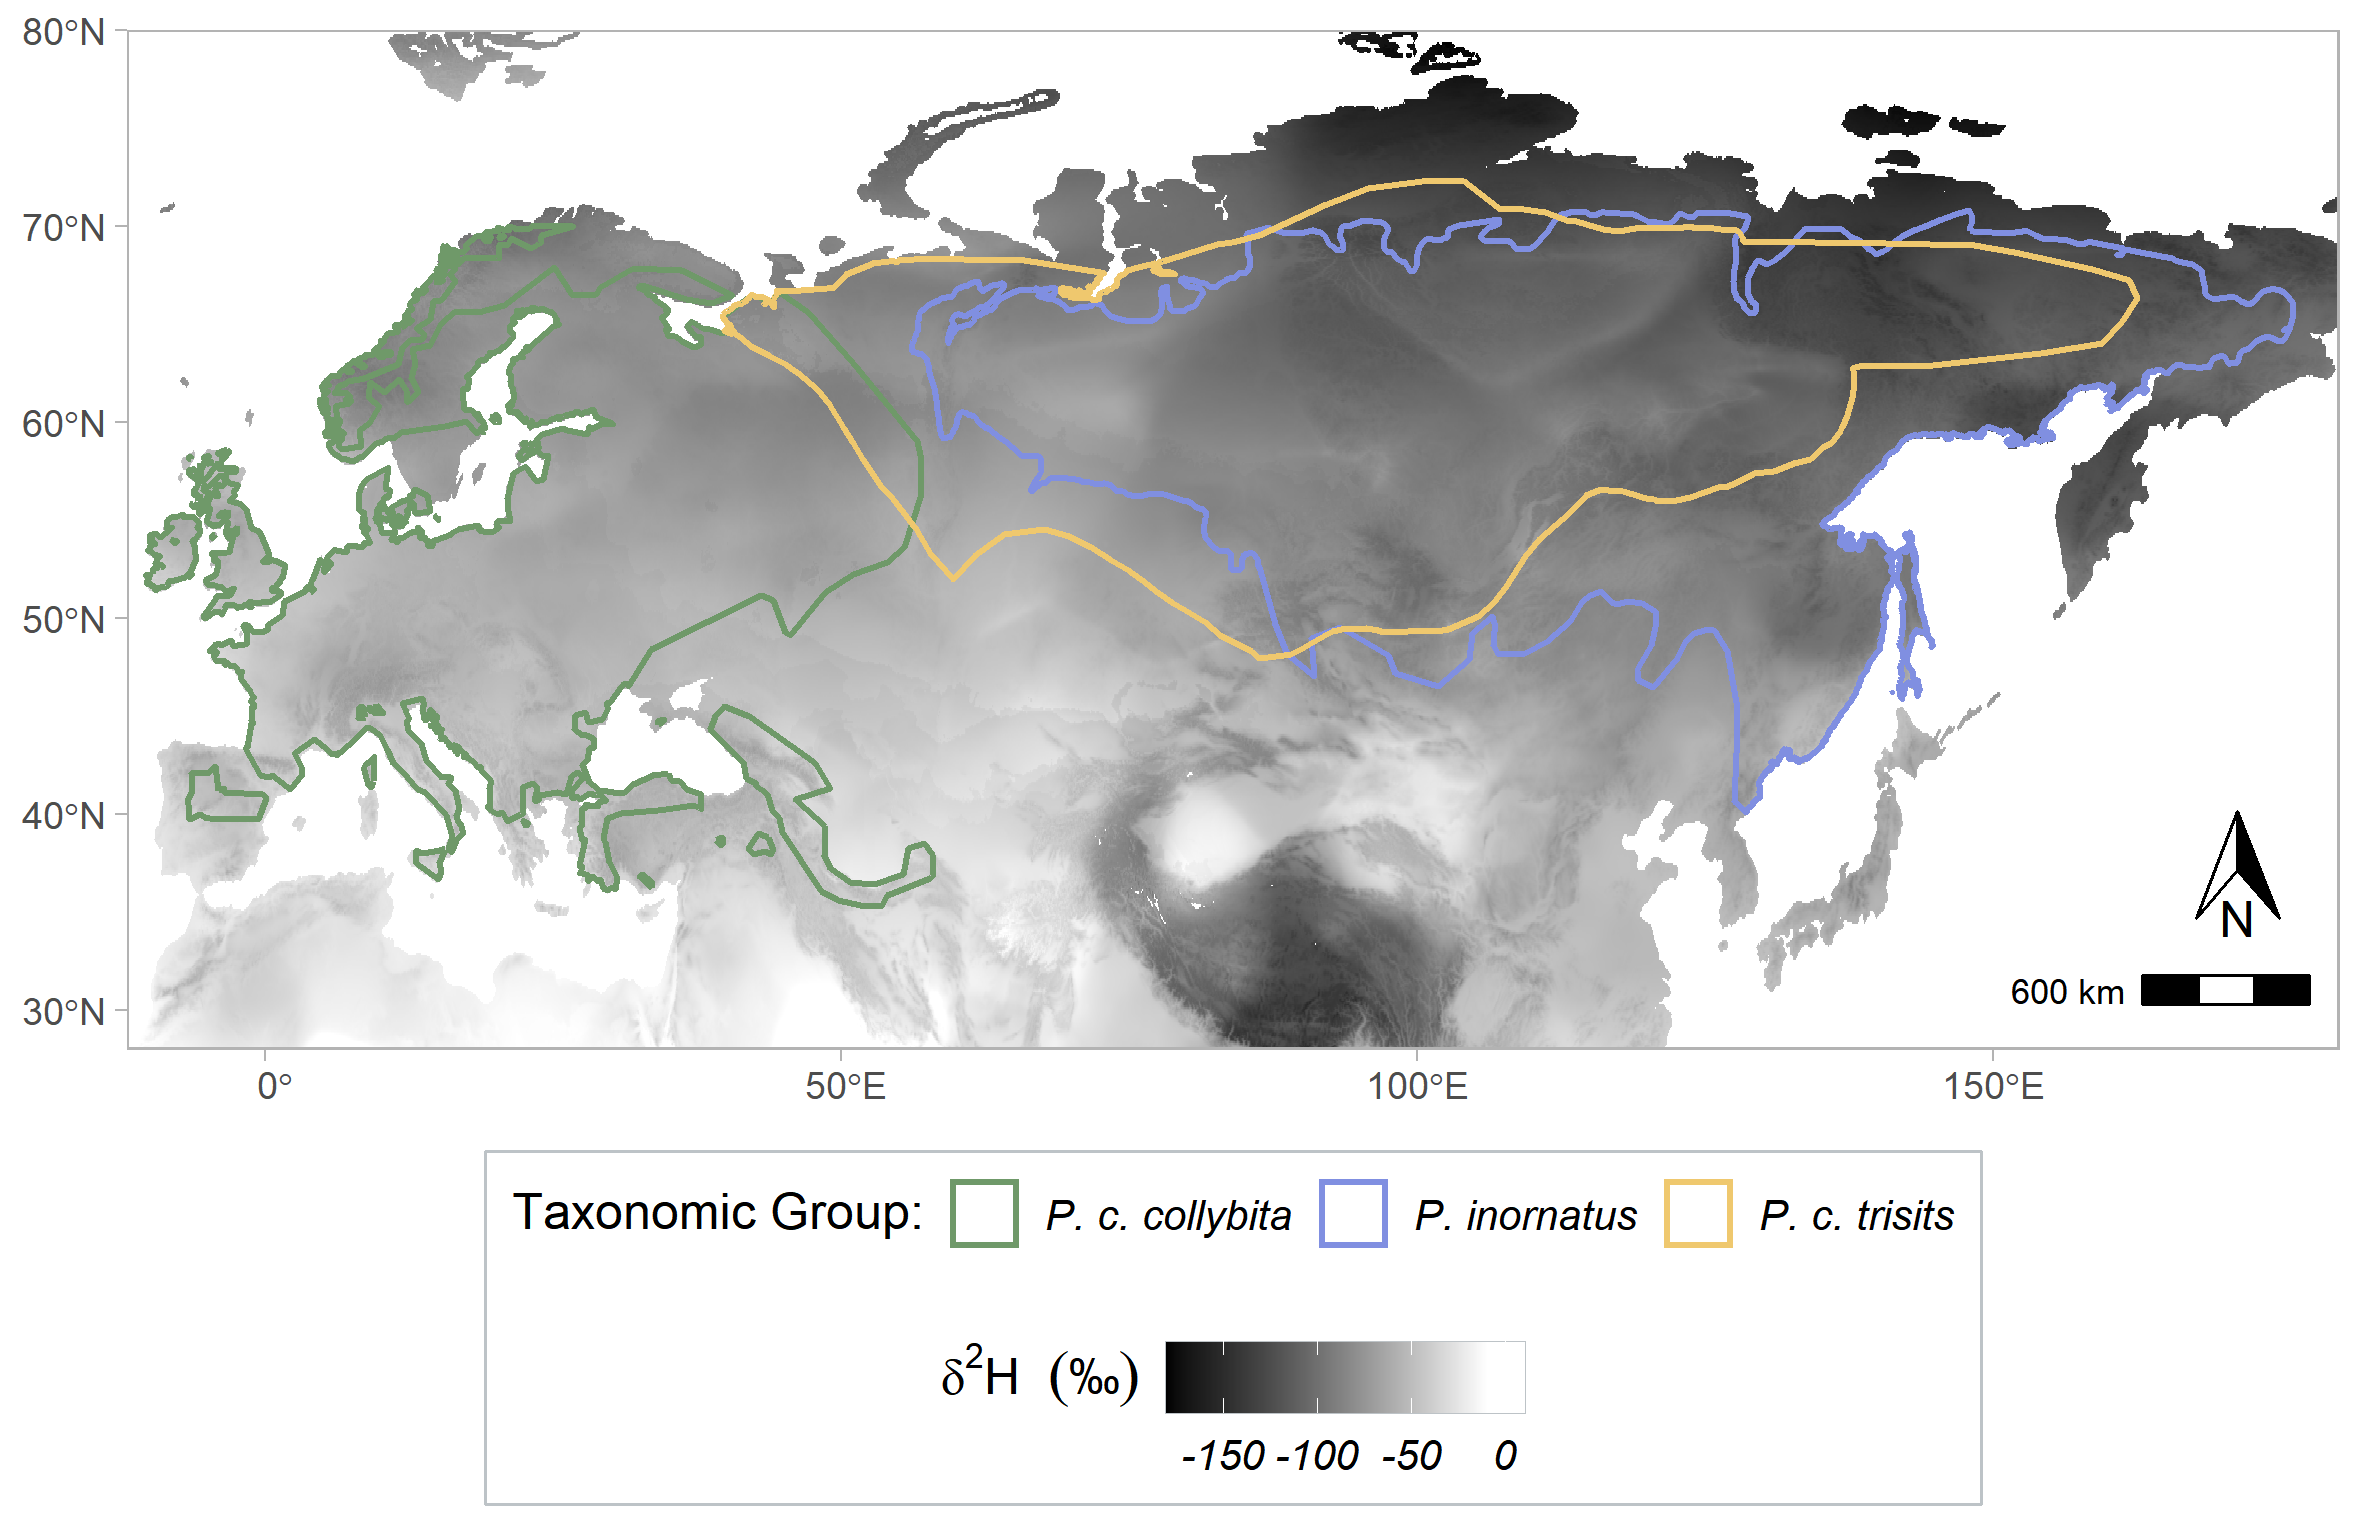 80°N
70°N
60°N
50°N
40°N
30°N
N
600 km
0° 50°E 100°E 150°E
Taxonomic Group: P. c. collybita P. inornatus P. c. trisits
δ²H (‰)
-150 -100 -50 0